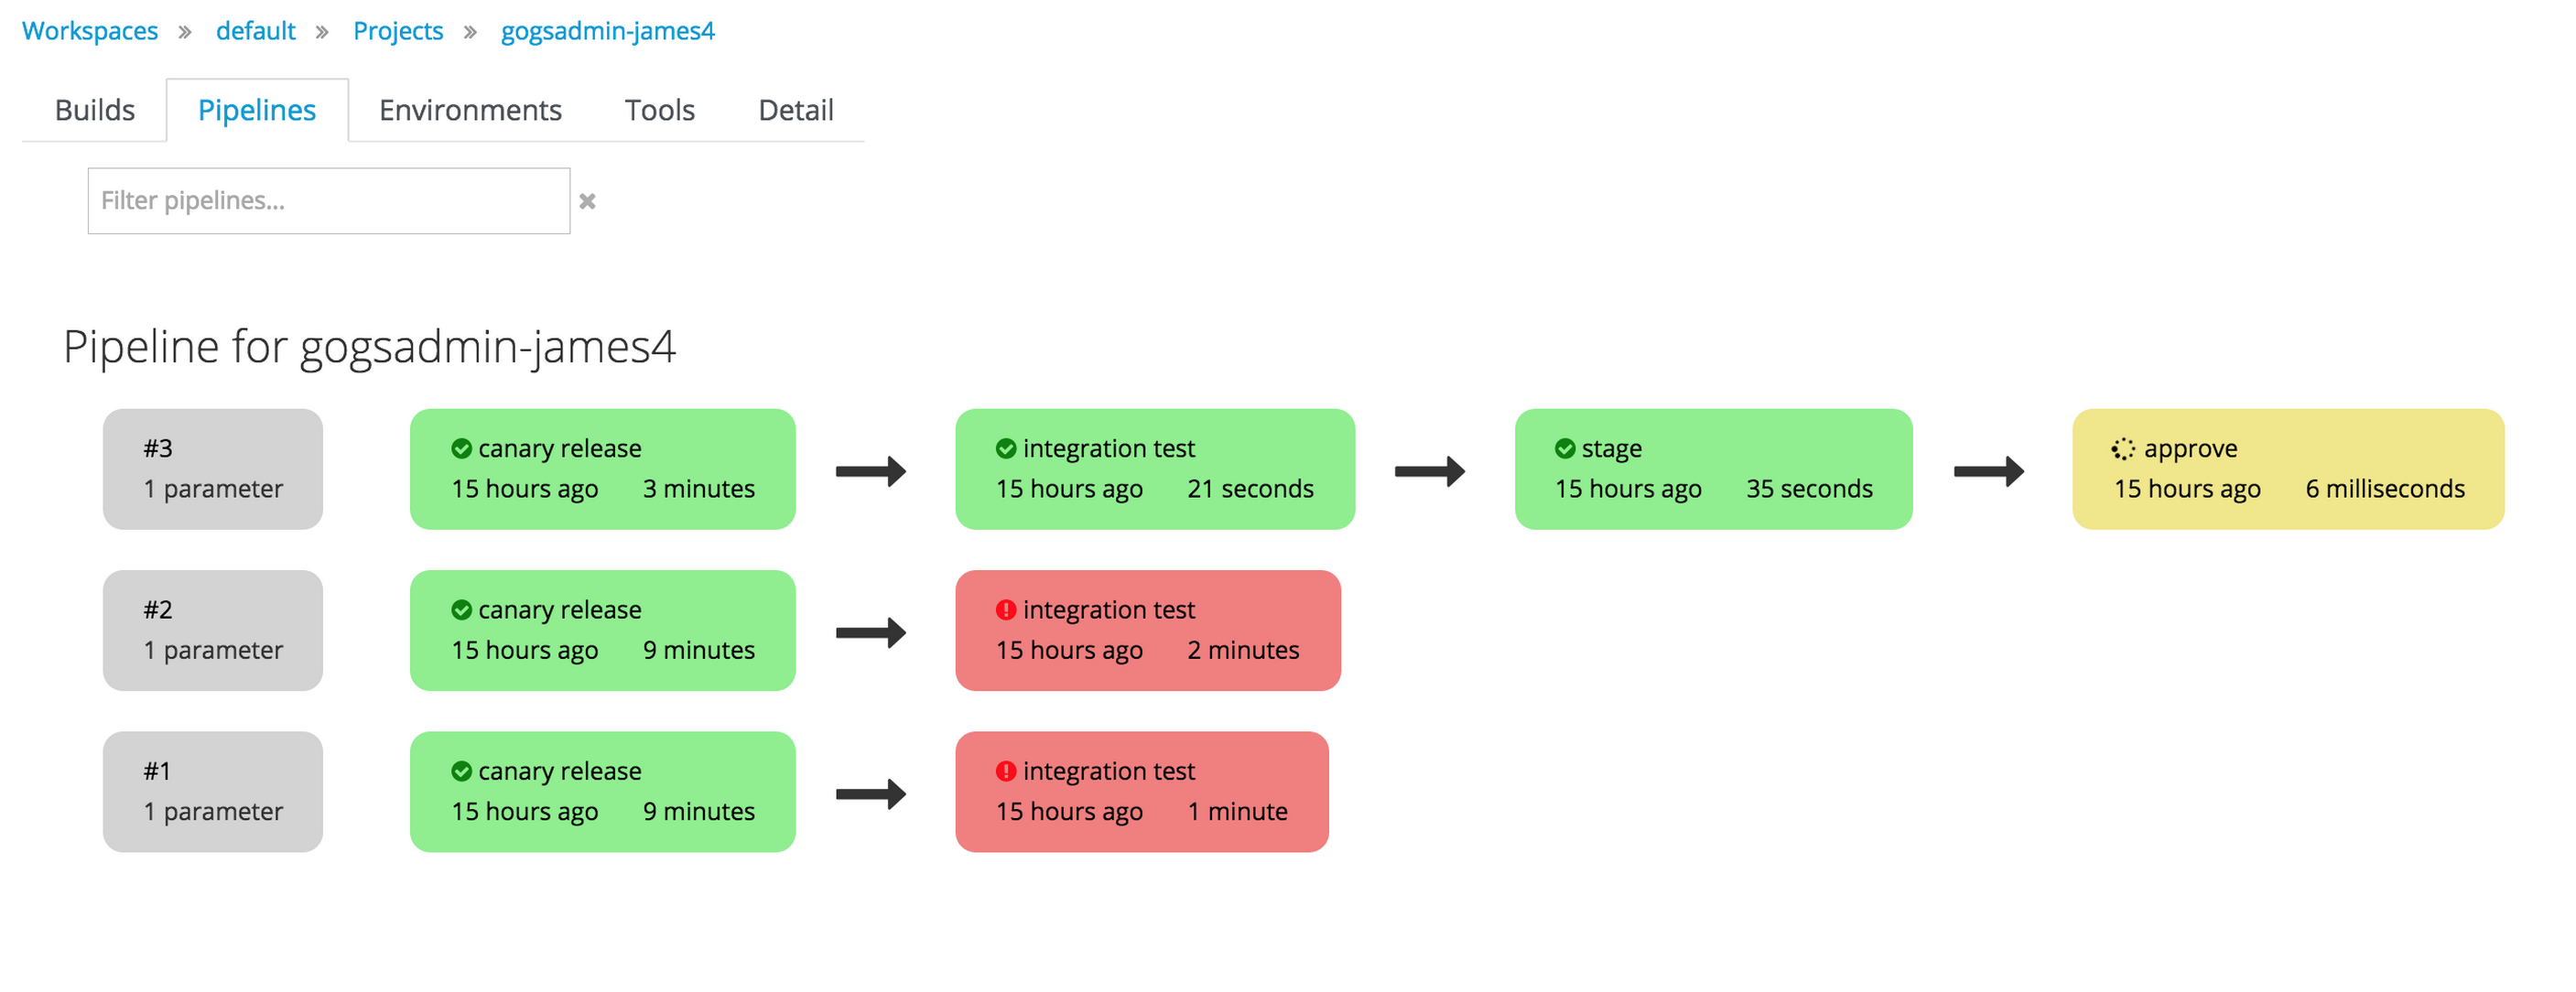 Workspaces » default » Projects » gogsadmin-james4
Builds Pipelines Environments Tools Detail
Filter pipelines...
Pipeline for gogsadmin-james4
#3 canary release integration test stage approve
1 parameter 15 hours ago 3 minutes 15 hours ago 21 seconds 15 hours ago 35 seconds 15 hours ago 6 milliseconds
#2 canary release integration test
1 parameter 15 hours ago 9 minutes 15 hours ago 2 minutes
#1 canary release integration test
1 parameter 15 hours ago 9 minutes 15 hours ago 1 minute